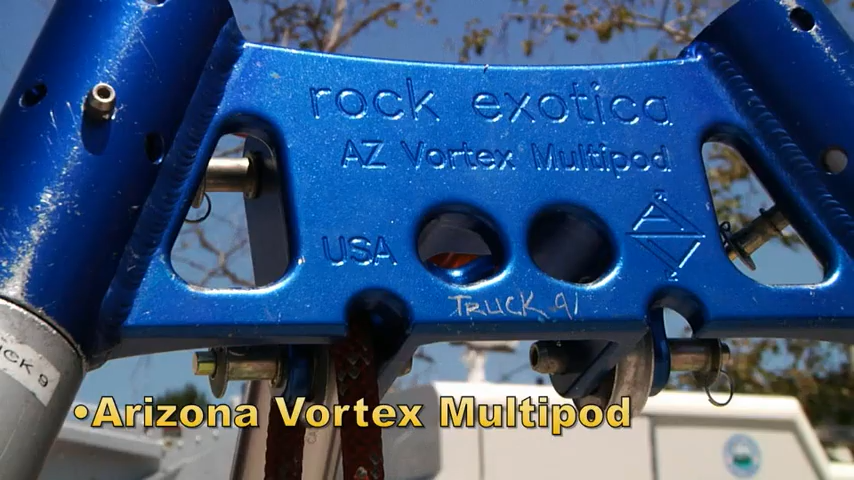 rock exotica
AZ Vortex Multipod
USA
TRUCK 91
•Arizona Vortex Multipod